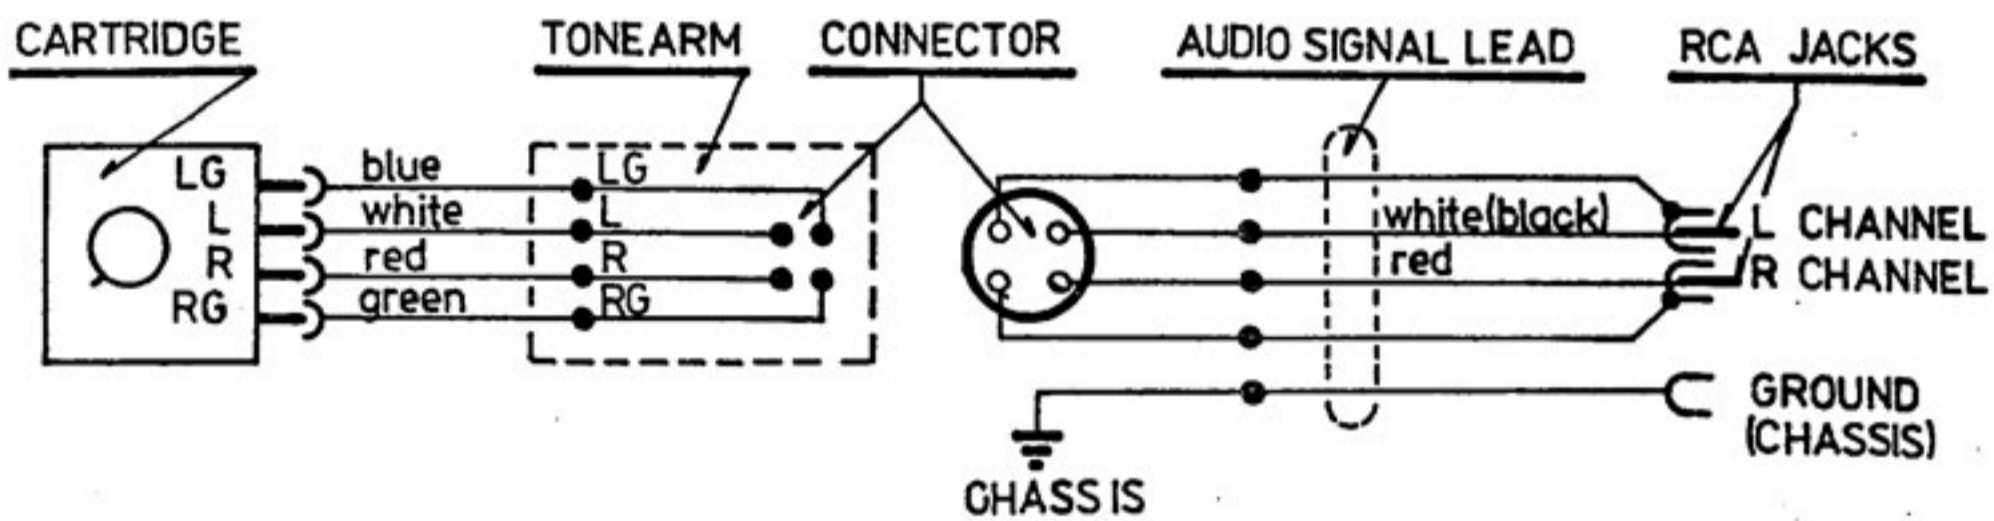 CARTRIDGE
TONEARM
CONNECTOR
AUDIO SIGNAL LEAD
RCA JACKS
LG
blue
LG
L
white
L
white(black)
L CHANNEL
R
red
R
red
R CHANNEL
RG
green
RG
GROUND
(CHASSIS)
CHASSIS